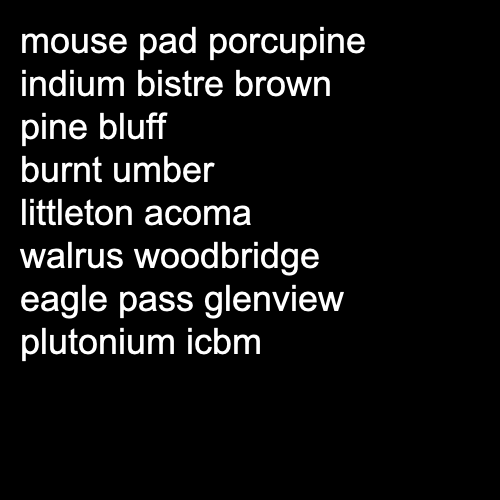 mouse pad porcupine
indium bistre brown
pine bluff
burnt umber
littleton acoma
walrus woodbridge
eagle pass glenview
plutonium icbm